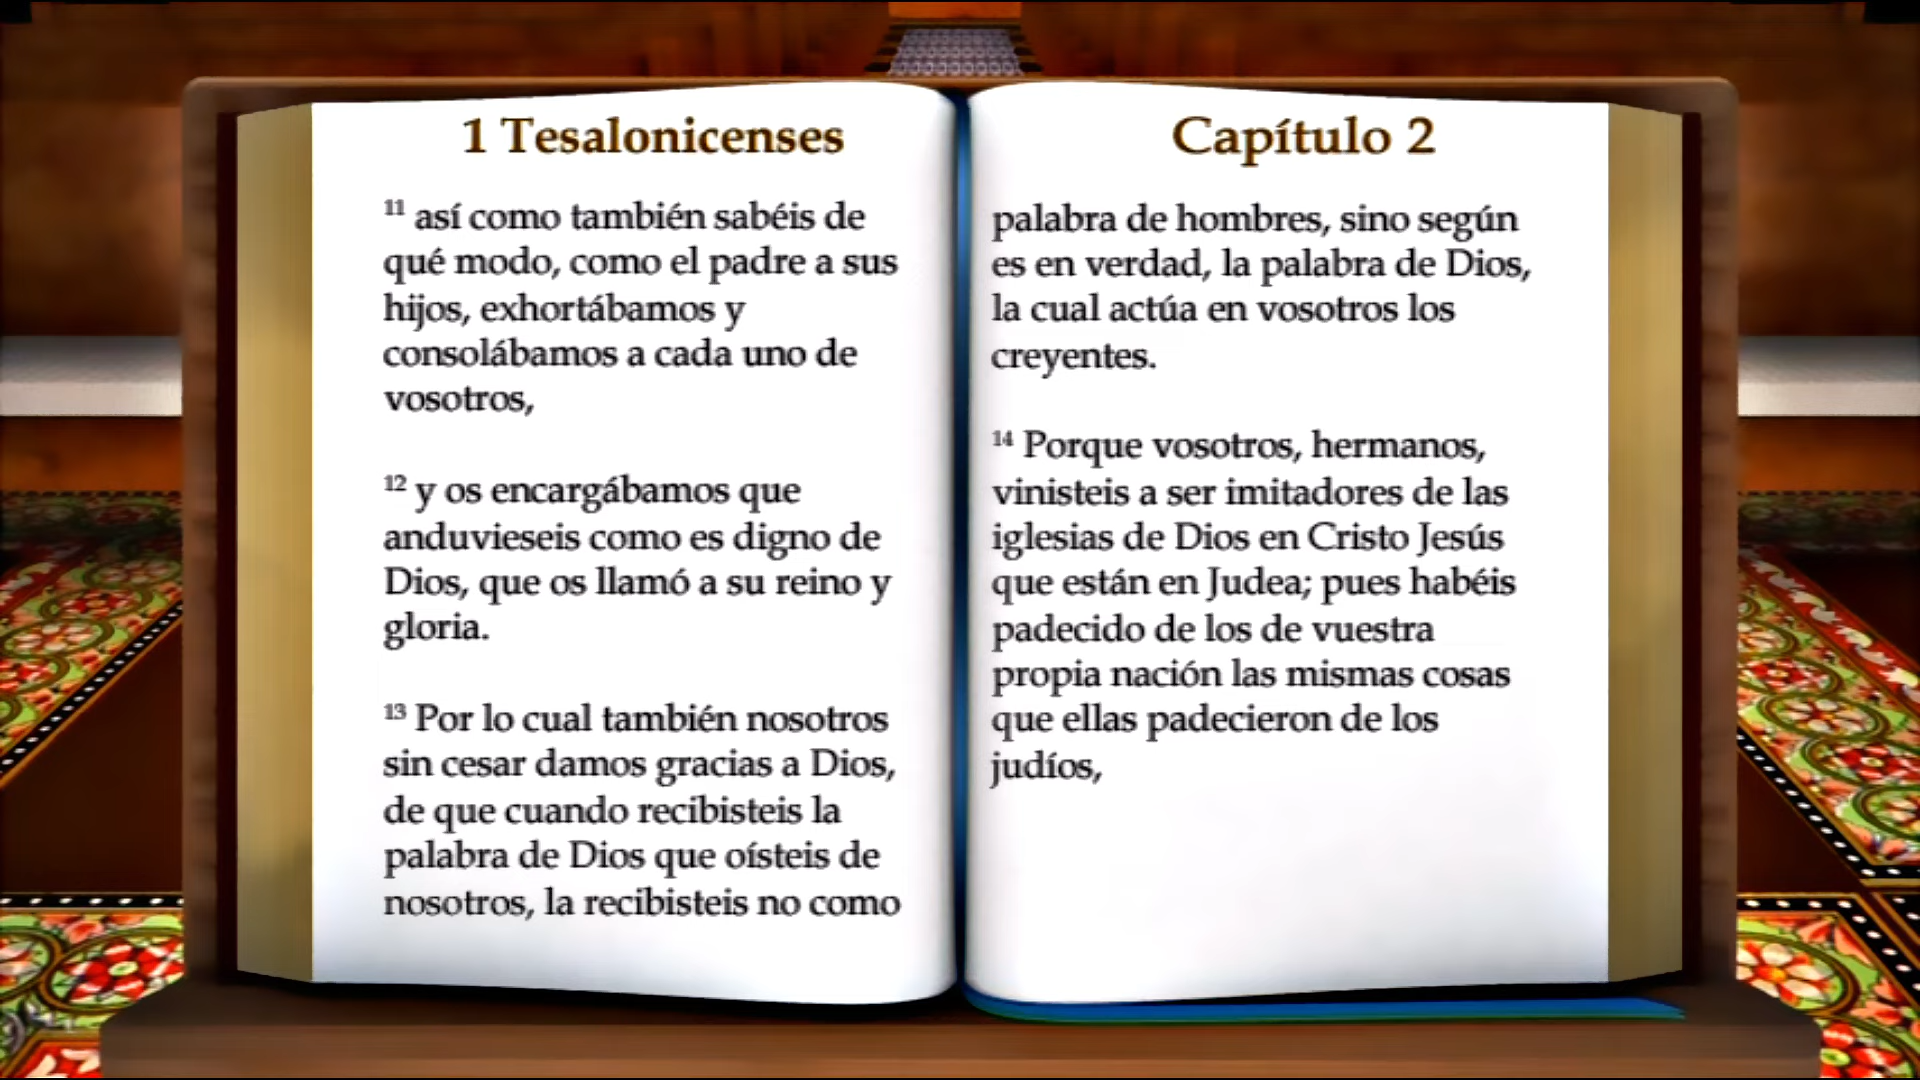 1 Tesalonicenses
11 así como también sabéis de
qué modo, como el padre a sus
hijos, exhortábamos y
consolábamos a cada uno de
vosotros,
12 y os encargábamos que
anduvieseis como es digno de
Dios, que os llamó a su reino y
gloria.
13 Por lo cual también nosotros
sin cesar damos gracias a Dios,
de que cuando recibisteis la
palabra de Dios que oísteis de
nosotros, la recibisteis no como
Capítulo 2
palabra de hombres, sino según
es en verdad, la palabra de Dios,
la cual actúa en vosotros los
creyentes.
14 Porque vosotros, hermanos,
vinisteis a ser imitadores de las
iglesias de Dios en Cristo Jesús
que están en Judea; pues habéis
padecido de los de vuestra
propia nación las mismas cosas
que ellas padecieron de los
judíos,